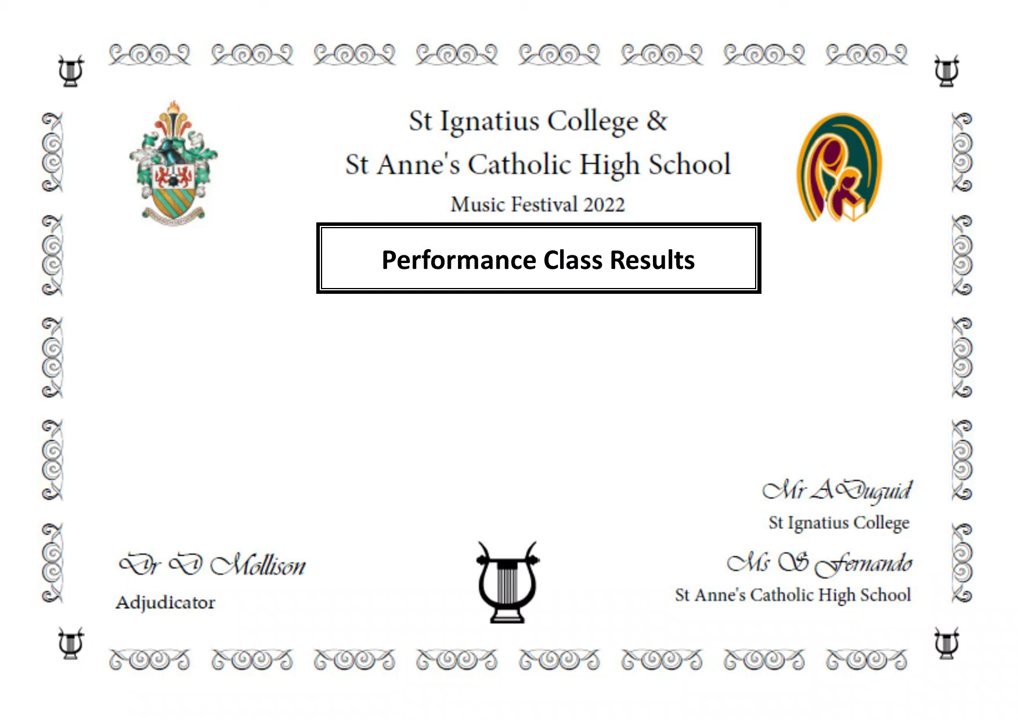 St Ignatius College &
St Anne's Catholic High School
Music Festival 2022
Performance Class Results
Mr A Duguid
St Ignatius College
Dr D Mollison
Ms S Fernando
Adjudicator
St Anne's Catholic High School